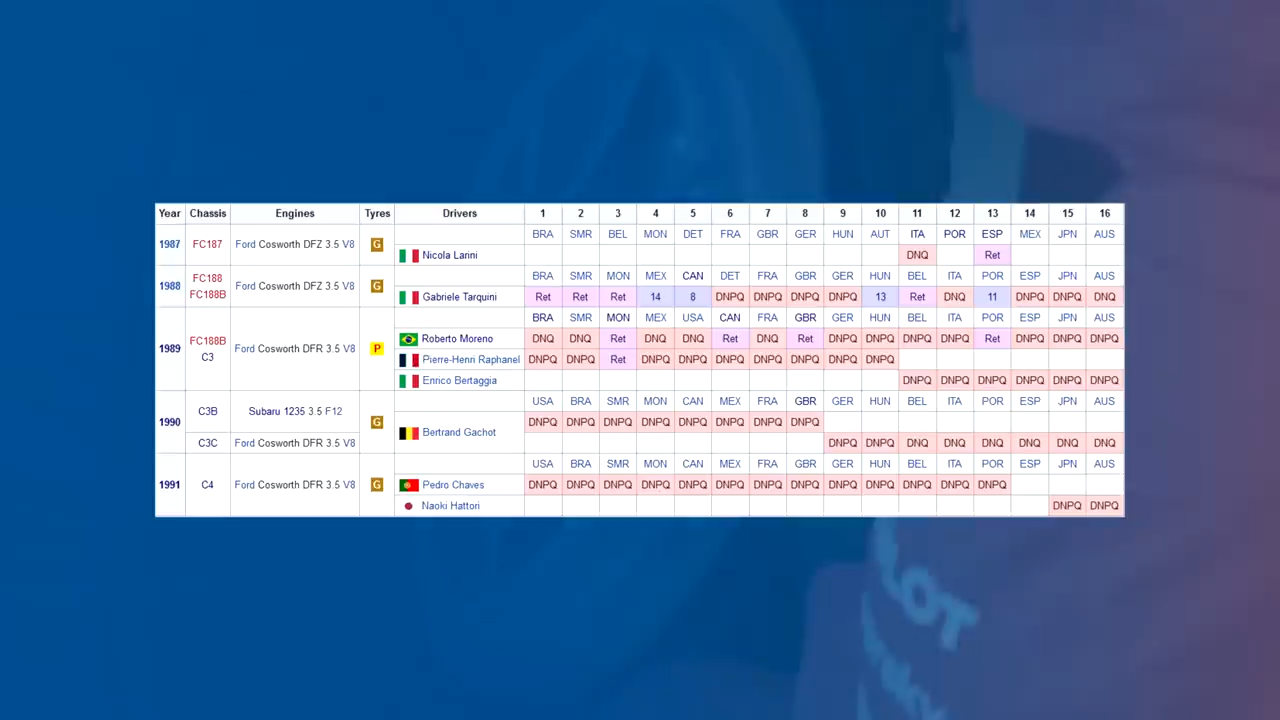 Year Chassis Engines Tyres Drivers 1 2 3 4 5 6 7 8 9 10 11 12 13 14 15 16
1987 FC187 Ford Cosworth DFZ 3.5 V8 G BRA SMR BEL MON DET FRA GBR GER HUN AUT ITA POR ESP MEX JPN AUS
Nicola Larini DNQ Ret
1988 FC188 FC188B Ford Cosworth DFZ 3.5 V8 G BRA SMR MON MEX CAN DET FRA GBR GER HUN BEL ITA POR ESP JPN AUS
Gabriele Tarquini Ret Ret Ret 14 8 DNPQ DNPQ DNPQ DNPQ 13 Ret DNQ 11 DNPQ DNPQ DNQ
1989 FC188B C3 Ford Cosworth DFR 3.5 V8 P BRA SMR MON MEX USA CAN FRA GBR GER HUN BEL ITA POR ESP JPN AUS
Roberto Moreno DNQ DNQ Ret DNQ DNQ Ret DNQ Ret DNPQ DNPQ DNPQ DNPQ Ret DNPQ DNPQ DNPQ
Pierre-Henri Raphanel DNPQ DNPQ Ret DNPQ DNPQ DNPQ DNPQ DNPQ DNPQ DNPQ
Enrico Bertaggia DNPQ DNPQ DNPQ DNPQ DNPQ DNPQ
1990 C3B Subaru 1235 3.5 F12 G USA BRA SMR MON CAN MEX FRA GBR GER HUN BEL ITA POR ESP JPN AUS
Bertrand Gachot DNPQ DNPQ DNPQ DNPQ DNPQ DNPQ DNPQ DNPQ
C3C Ford Cosworth DFR 3.5 V8 DNPQ DNPQ DNQ DNQ DNQ DNQ DNQ DNQ
1991 C4 Ford Cosworth DFR 3.5 V8 G USA BRA SMR MON CAN MEX FRA GBR GER HUN BEL ITA POR ESP JPN AUS
Pedro Chaves DNPQ DNPQ DNPQ DNPQ DNPQ DNPQ DNPQ DNPQ DNPQ DNPQ DNPQ DNPQ DNPQ
Naoki Hattori DNPQ DNPQ